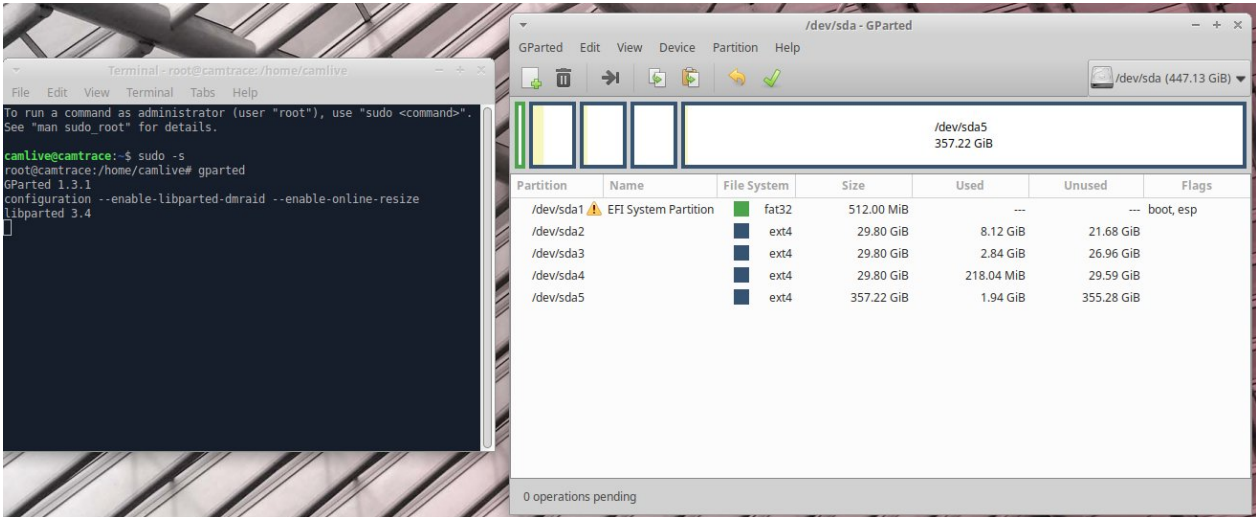 Terminal - root@camtrace: /home/camlive
File Edit View Terminal Tabs Help
To run a command as administrator (user "root"), use "sudo <command>".
See "man sudo_root" for details.
camlive@camtrace:~$ sudo -s
root@camtrace:/home/camlive# gparted
GParted 1.3.1
configuration --enable-libparted-dmraid --enable-online-resize
libparted 3.4
/dev/sda - GParted
GParted Edit View Device Partition Help
/dev/sda (447.13 GiB)
/dev/sda5
357.22 GiB
Partition Name File System Size Used Unused Flags
/dev/sda1 EFI System Partition fat32 512.00 MiB --- --- boot, esp
/dev/sda2 ext4 29.80 GiB 8.12 GiB 21.68 GiB
/dev/sda3 ext4 29.80 GiB 2.84 GiB 26.96 GiB
/dev/sda4 ext4 29.80 GiB 218.04 MiB 29.59 GiB
/dev/sda5 ext4 357.22 GiB 1.94 GiB 355.28 GiB
0 operations pending